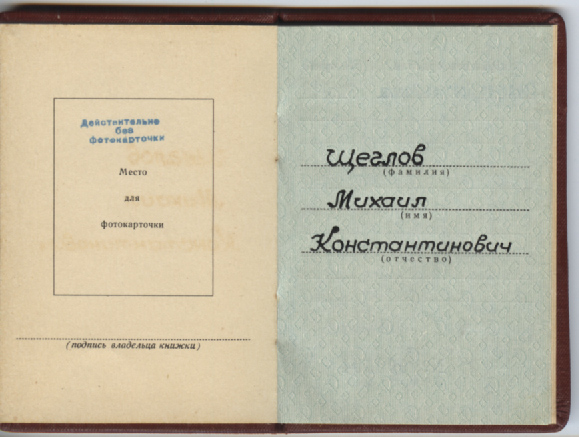 Действительно
без
фотокарточки
Место
для
фотокарточки
(подпись владельца книжки)
Щеглов
(фамилия)
Михаил
(имя)
Константинович
(отчество)